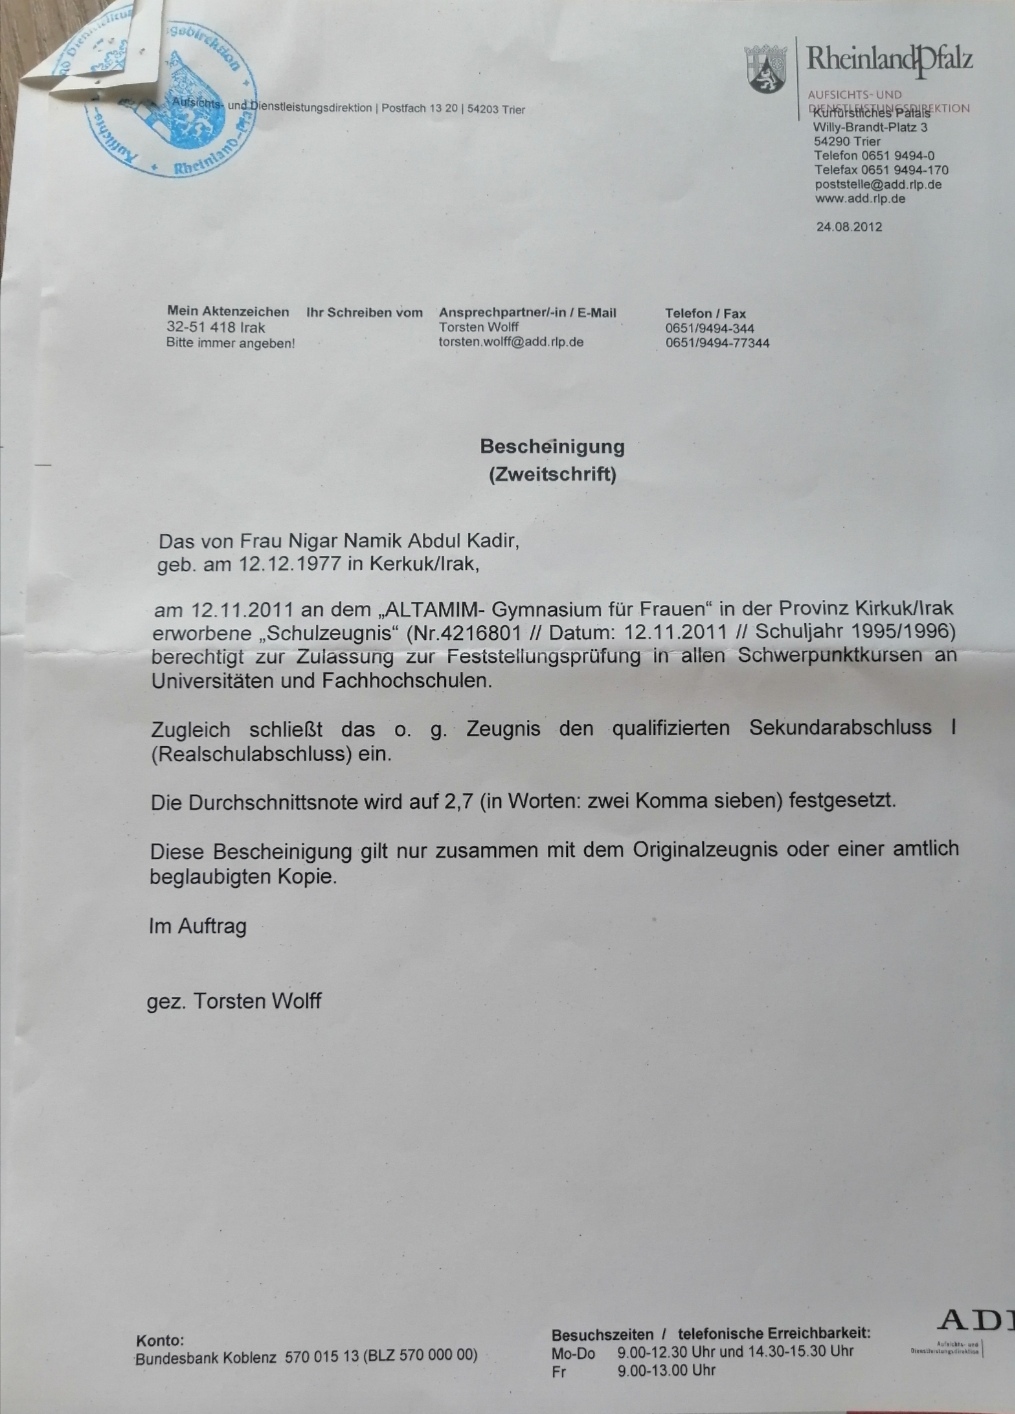 Aufsichts- und Dienstleistungsdirektion | Postfach 13 20 | 54203 Trier
RheinlandPfalz
AUFSICHTS- UND
DIENSTLEISTUNGSDIREKTION
Kurfürstliches Palais
Willy-Brandt-Platz 3
54290 Trier
Telefon 0651 9494-0
Telefax 0651 9494-170
poststelle@add.rlp.de
www.add.rlp.de
24.08.2012
Mein Aktenzeichen Ihr Schreiben vom Ansprechpartner/-in / E-Mail Telefon / Fax
32-51 418 Irak Torsten Wolff 0651/9494-344
Bitte immer angeben! torsten.wolff@add.rlp.de 0651/9494-77344
Bescheinigung
(Zweitschrift)
Das von Frau Nigar Namik Abdul Kadir,
geb. am 12.12.1977 in Kerkuk/Irak,
am 12.11.2011 an dem „ALTAMIM- Gymnasium für Frauen“ in der Provinz Kirkuk/Irak
erworbene „Schulzeugnis“ (Nr.4216801 // Datum: 12.11.2011 // Schuljahr 1995/1996)
berechtigt zur Zulassung zur Feststellungsprüfung in allen Schwerpunktkursen an
Universitäten und Fachhochschulen.
Zugleich schließt das o. g. Zeugnis den qualifizierten Sekundarabschluss I
(Realschulabschluss) ein.
Die Durchschnittsnote wird auf 2,7 (in Worten: zwei Komma sieben) festgesetzt.
Diese Bescheinigung gilt nur zusammen mit dem Originalzeugnis oder einer amtlich
beglaubigten Kopie.
Im Auftrag
gez. Torsten Wolff
Konto:
Bundesbank Koblenz 570 015 13 (BLZ 570 000 00)
Besuchszeiten / telefonische Erreichbarkeit:
Mo-Do 9.00-12.30 Uhr und 14.30-15.30 Uhr
Fr 9.00-13.00 Uhr
Aufsichts- und
Dienstleistungsdirektion
Rheinland-Pfalz